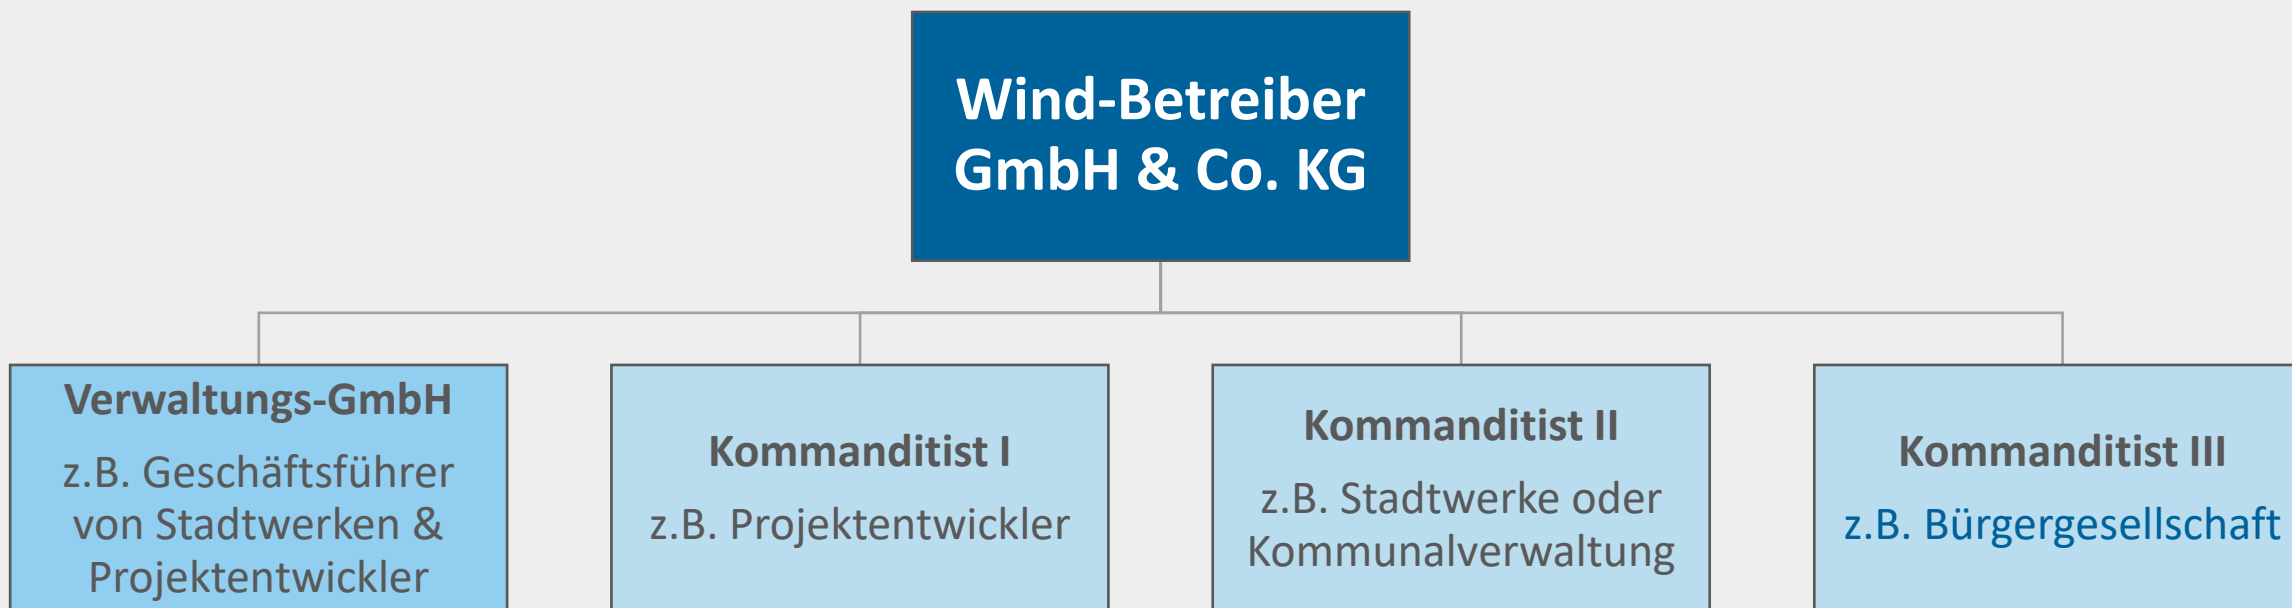 Wind-Betreiber
GmbH & Co. KG
Verwaltungs-GmbH
z.B. Geschäftsführer
von Stadtwerken &
Projektentwickler
Kommanditist I
z.B. Projektentwickler
Kommanditist II
z.B. Stadtwerke oder
Kommunalverwaltung
Kommanditist III
z.B. Bürgergesellschaft